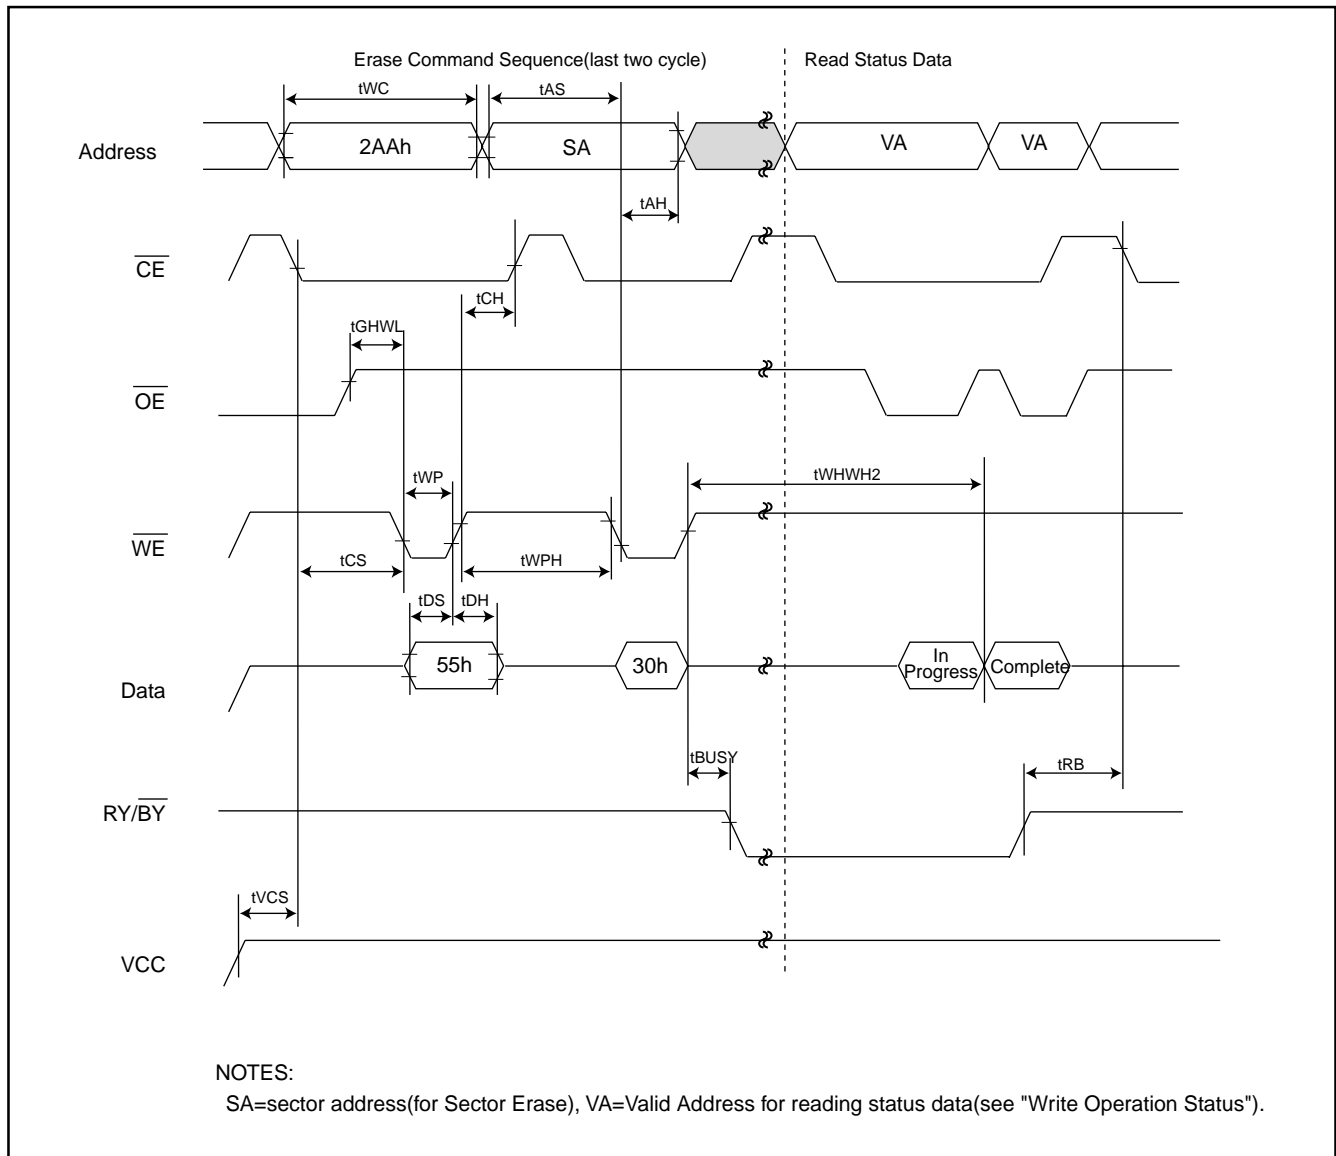 Erase Command Sequence(last two cycle)
Read Status Data
tWC
tAS
Address
2AAh
SA
VA
VA
tAH
CE
tCH
tGHWL
OE
tWP
tWHWH2
WE
tCS
tWPH
tDS
tDH
Data
55h
30h
In
Progress
Complete
tBUSY
tRB
RY/BY
tVCS
VCC
NOTES:
SA=sector address(for Sector Erase), VA=Valid Address for reading status data(see "Write Operation Status").